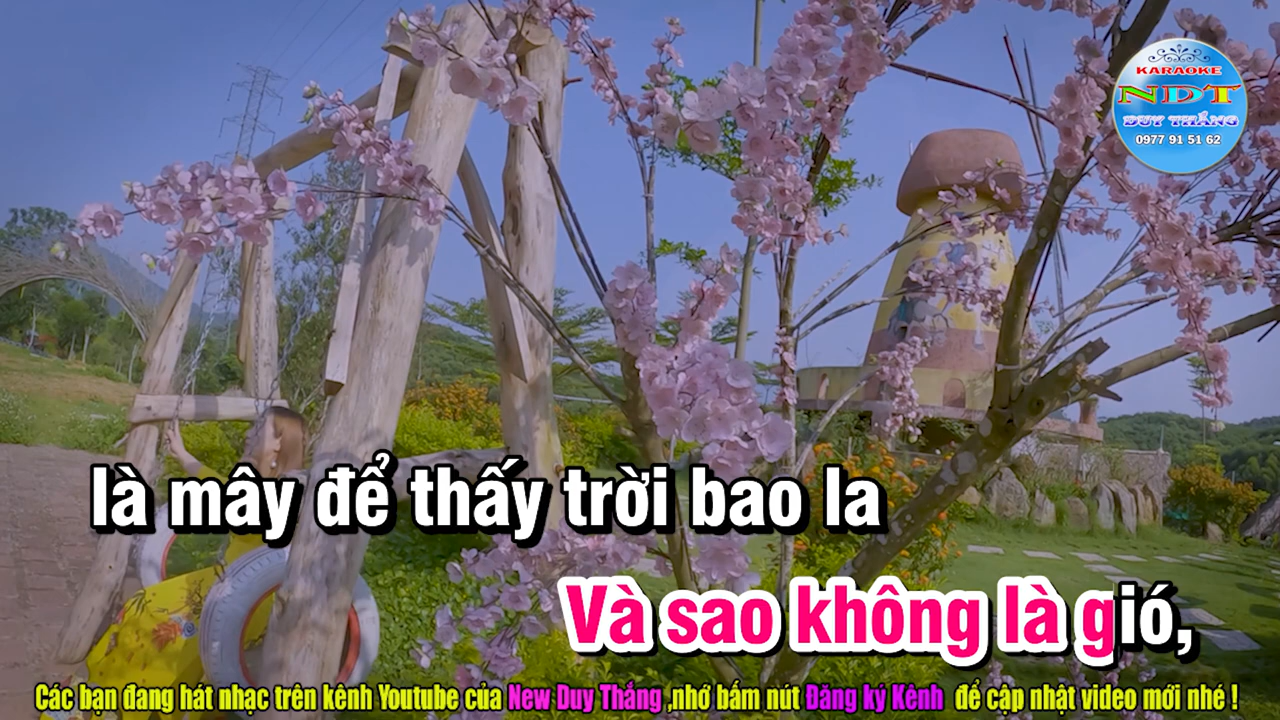 KARAOKE
NDT
DUY THẮNG
0977 91 51 62
là mây để thấy trời bao la
Và sao không là gió,
Các bạn đang hát nhạc trên kênh Youtube của New Duy Thắng ,nhớ bấm nút Đăng ký Kênh để cập nhật video mới nhé !